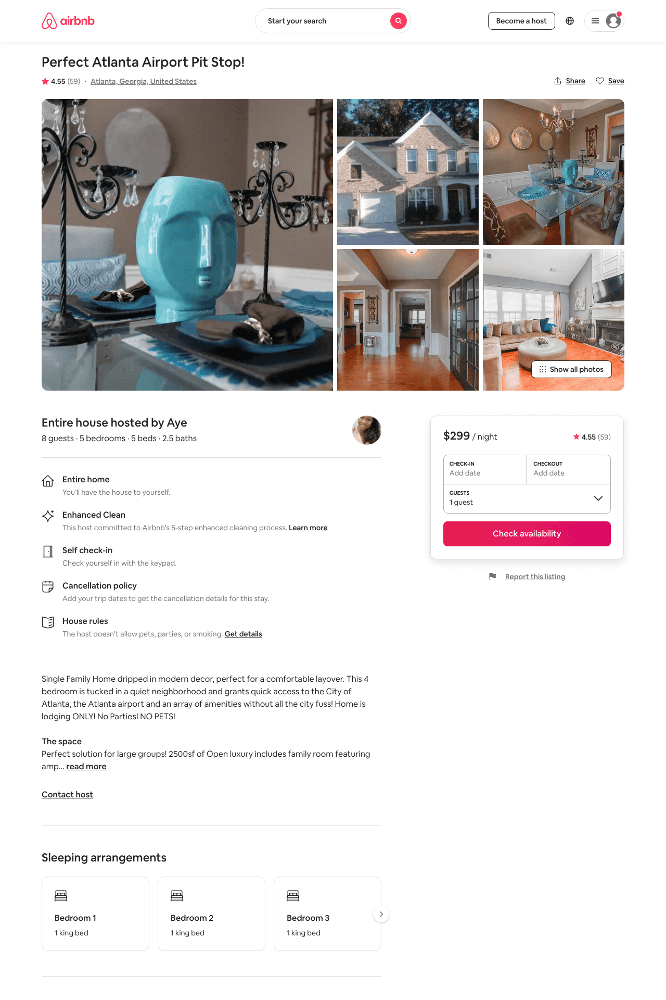 airbnb
Start your search
Become a host
Perfect Atlanta Airport Pit Stop!
4.55 (59) · Atlanta, Georgia, United States
Share
Save
Show all photos
Entire house hosted by Aye
8 guests · 5 bedrooms · 5 beds · 2.5 baths
Entire home
You'll have the house to yourself.
Enhanced Clean
This host committed to Airbnb's 5-step enhanced cleaning process. Learn more
Self check-in
Check yourself in with the keypad.
Cancellation policy
Add your trip dates to get the cancellation details for this stay.
House rules
The host doesn't allow pets, parties, or smoking. Get details
$299 / night
4.55 (59)
CHECK-IN
Add date
CHECKOUT
Add date
GUESTS
1 guest
Check availability
Report this listing
Single Family Home dripped in modern decor, perfect for a comfortable layover. This 4
bedroom is tucked in a quiet neighborhood and grants quick access to the City of
Atlanta, the Atlanta airport and an array of amenities without all the city fuss! Home is
lodging ONLY! No Parties! NO PETS!
The space
Perfect solution for large groups! 2500sf of Open luxury includes family room featuring
amp... read more
Contact host
Sleeping arrangements
Bedroom 1
1 king bed
Bedroom 2
1 king bed
Bedroom 3
1 king bed